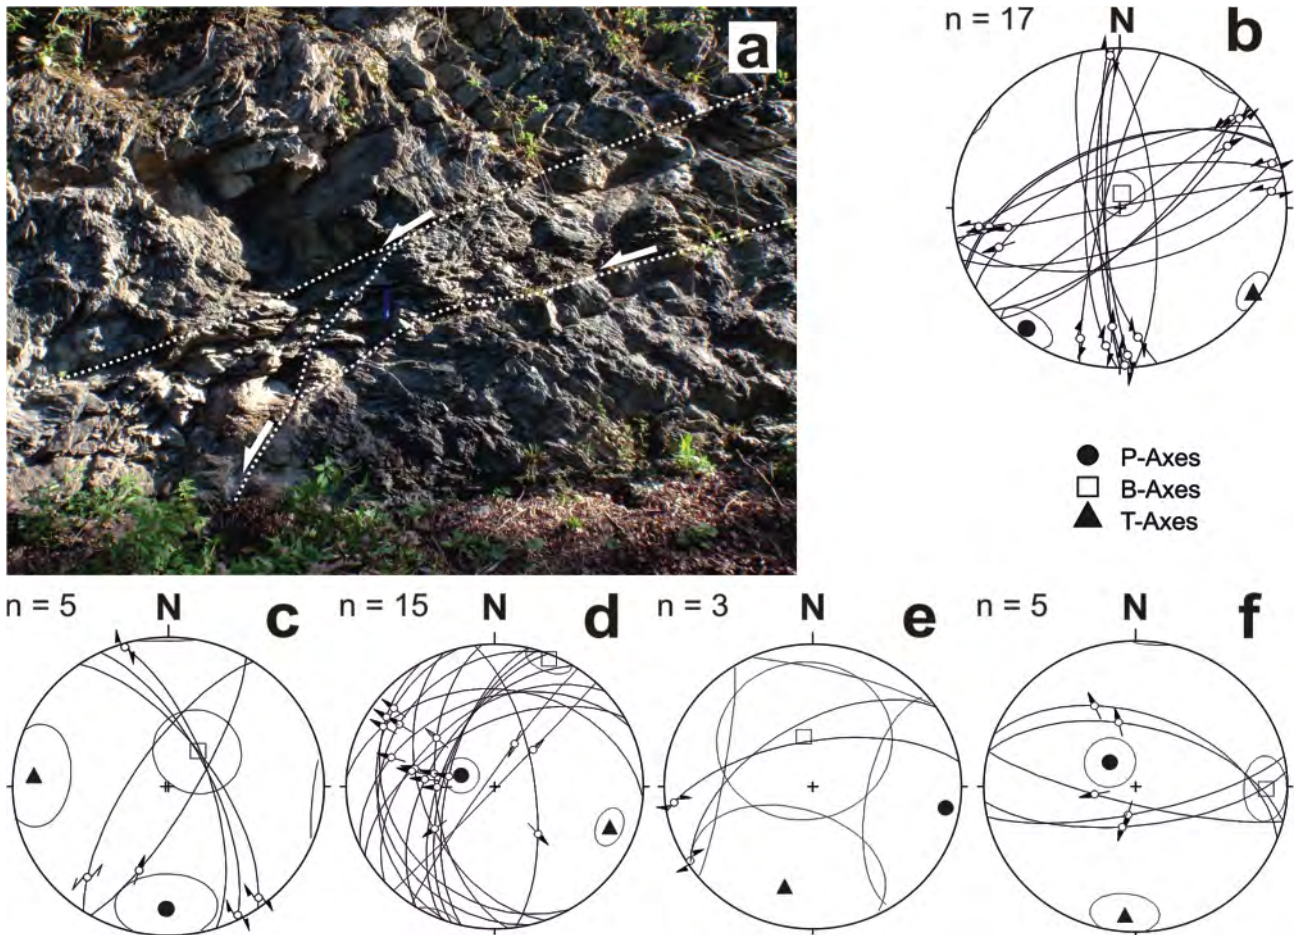 a
n = 17
N
b
P-Axes
B-Axes
T-Axes
n = 5
N
c
n = 15
N
d
n = 3
N
e
n = 5
N
f